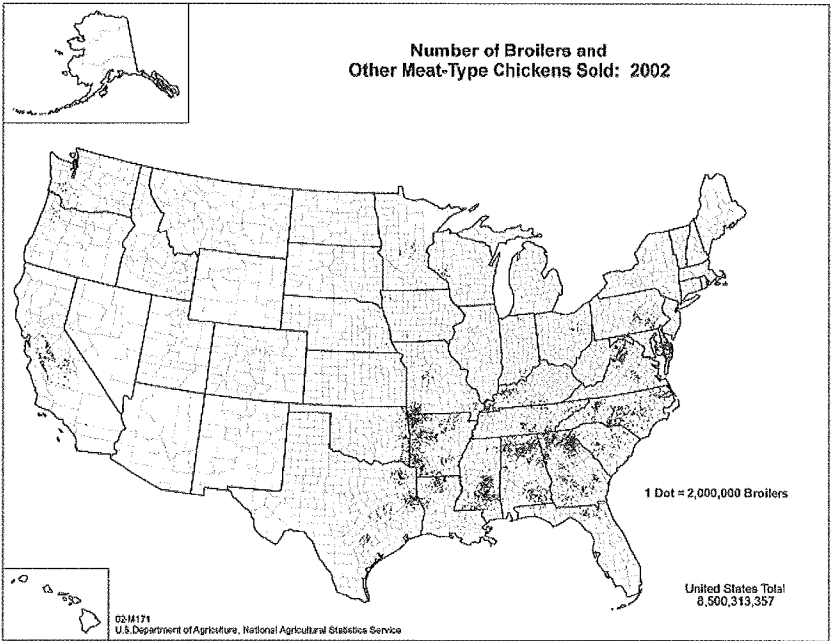 Number of Broilers and
Other Meat-Type Chickens Sold: 2002
1 Dot = 2,000,000 Broilers
United States Total
8,500,313,357
02-M171
U.S.Department of Agriculture, National Agricultural Statistics Service